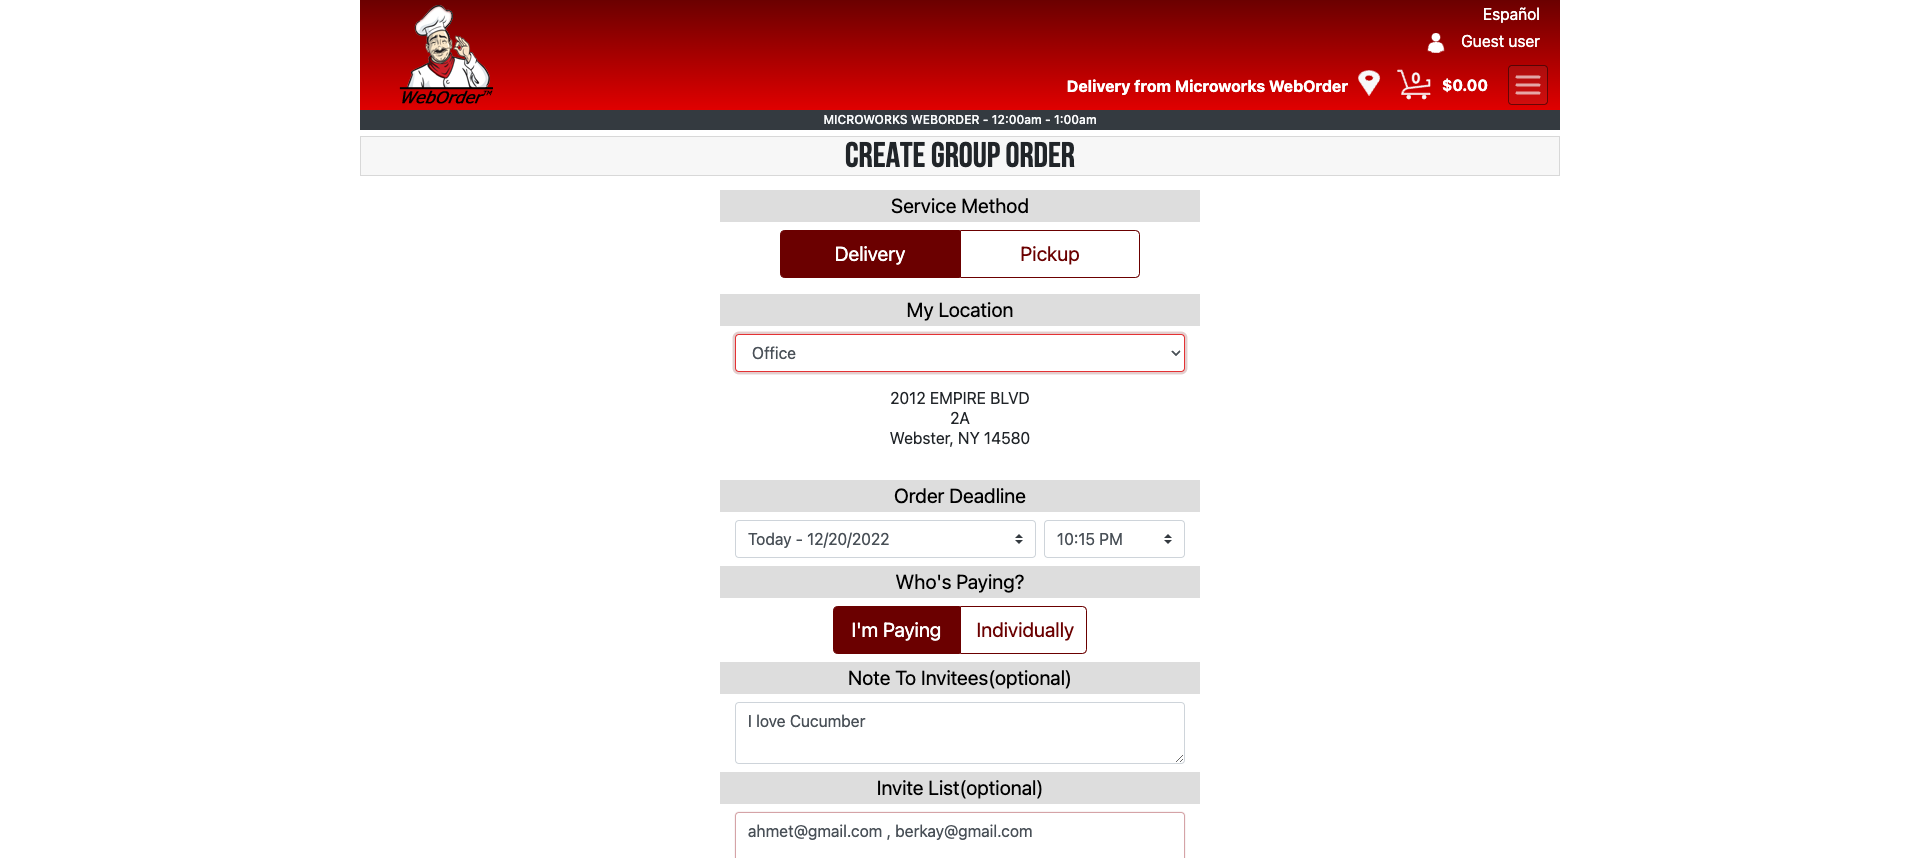 Español
Guest user
WebOrder
Delivery from Microworks WebOrder 0 $0.00
MICROWORKS WEBORDER - 12:00am - 1:00am
CREATE GROUP ORDER
Service Method
Delivery Pickup
My Location
Office
2012 EMPIRE BLVD
2A
Webster, NY 14580
Order Deadline
Today - 12/20/2022 10:15 PM
Who's Paying?
I'm Paying Individually
Note To Invitees(optional)
I love Cucumber
Invite List(optional)
ahmet@gmail.com , berkay@gmail.com